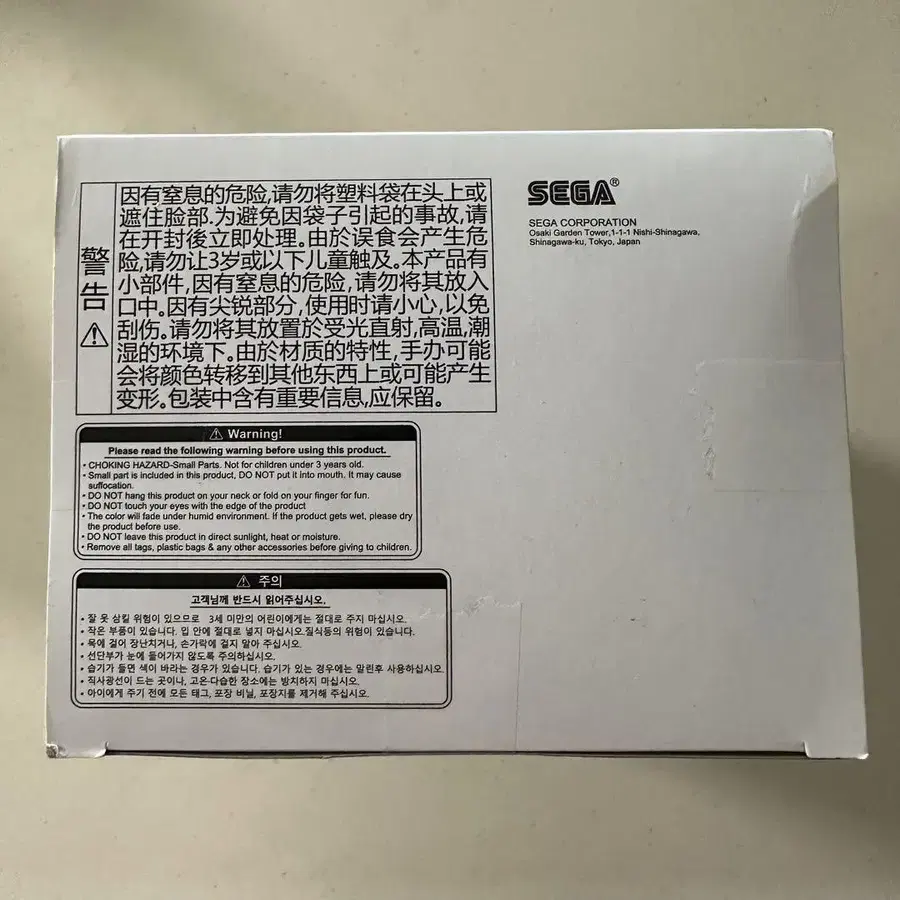 警告
因有窒息的危险,请勿将塑料袋在头上或
遮住脸部.为避免因袋子引起的事故,请
在开封後立即处理。由於误食会产生危
险,请勿让3岁或以下儿童触及。本产品有
小部件,因有窒息的危险,请勿将其放入
口中。因有尖锐部分,使用时请小心,以免
刮伤。请勿将其放置於受光直射,高温,潮
湿的环境下。由於材质的特性,手办可能
会将颜色转移到其他东西上或可能产生
变形。包装中含有重要信息,应保留。
SEGA®
SEGA CORPORATION
Osaki Garden Tower,1-1-1 Nishi-Shinagawa,
Shinagawa-ku, Tokyo, Japan
⚠ Warning!
Please read the following warning before using this product.
• CHOKING HAZARD-Small Parts. Not for children under 3 years old.
• Small part is included in this product, DO NOT put it into mouth. It may cause
suffocation.
• DO NOT hang this product on your neck or fold on your finger for fun.
• DO NOT touch your eyes with the edge of the product
• The color will fade under humid environment. If the product gets wet, please dry
the product before use.
• DO NOT leave this product in direct sunlight, heat or moisture.
• Remove all tags, plastic bags & any other accessories before giving to children.
⚠ 주의
고객님께 반드시 읽어주십시오.
• 잘 못 삼킬 위험이 있으므로 3세 미만의 어린이에게는 절대로 주지 마십시오.
• 작은 부품이 있습니다. 입 안에 절대로 넣지 마십시오.질식등의 위험이 있습니다.
• 목에 걸어 장난치거나, 손가락에 걸지 말아 주십시오.
• 선단부가 눈에 들어가지 않도록 주의하십시오.
• 습기가 들면 색이 바라는 경우가 있습니다. 습기가 있는 경우에는 말린후 사용하십시오.
• 직사광선이 드는 곳이나, 고온·다습한 장소에는 방치하지 마십시오.
• 아이에게 주기 전에 모든 태그, 포장 비닐, 포장지를 제거해 주십시오.